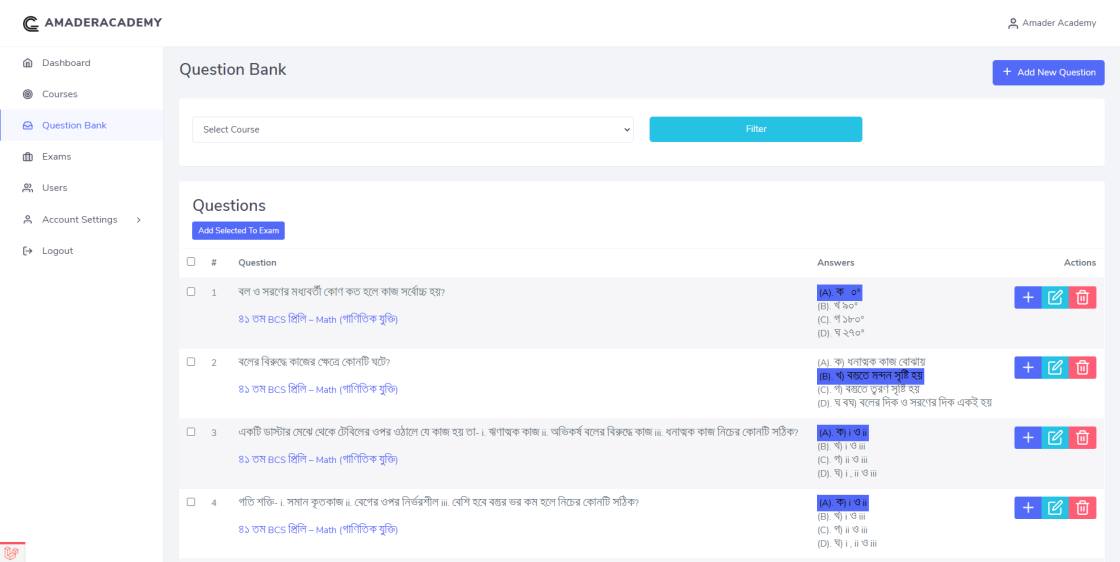 AMADERACADEMY
Amader Academy
Dashboard
Courses
Question Bank
Exams
Users
Account Settings
Logout
Question Bank
+ Add New Question
Select Course
Filter
Questions
Add Selected To Exam
# Question Answers Actions
1 বল ও সরণের মধ্যবর্তী কোণ কত হলে কাজ সর্বোচ্চ হয়?
৪১ তম BCS প্রিলি – Math (গাণিতিক যুক্তি)
(A). ক ০°
(B). খ ৯০°
(C). গ ১৮০°
(D). ঘ ২৭০°
2 বলের বিরুদ্ধে কাজের ক্ষেত্রে কোনটি ঘটে?
৪১ তম BCS প্রিলি – Math (গাণিতিক যুক্তি)
(A). ক) ধনাত্মক কাজ বোঝায়
(B). খ) বস্তুতে মন্দন সৃষ্টি হয়
(C). গ) বস্তুতে ত্বরণ সৃষ্টি হয়
(D). ঘ বঘ) বলের দিক ও সরণের দিক একই হয়
3 একটি ডাস্টার মেঝে থেকে টেবিলের ওপর ওঠালে যে কাজ হয় তা- i. ঋণাত্মক কাজ ii. অভিকর্ষ বলের বিরুদ্ধে কাজ iii. ধনাত্মক কাজ নিচের কোনটি সঠিক?
৪১ তম BCS প্রিলি – Math (গাণিতিক যুক্তি)
(A). ক) i ও ii
(B). খ) i ও iii
(C). গ) ii ও iii
(D). ঘ) i , ii ও iii
4 গতি শক্তি- i. সমান কৃতকাজ ii. বেগের ওপর নির্ভরশীল iii. বেশি হবে বস্তুর ভর কম হলে নিচের কোনটি সঠিক?
৪১ তম BCS প্রিলি – Math (গাণিতিক যুক্তি)
(A). ক) i ও ii
(B). খ) i ও iii
(C). গ) ii ও iii
(D). ঘ) i , ii ও iii